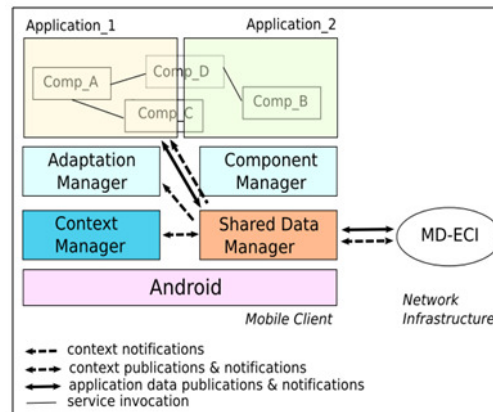 Application_1
Application_2
Comp_A
Comp_D
Comp_C
Comp_B
Adaptation
Manager
Component
Manager
Context
Manager
Shared Data
Manager
MD-ECI
Android
Mobile Client
Network
Infrastructure
context notifications
context publications & notifications
application data publications & notifications
service invocation